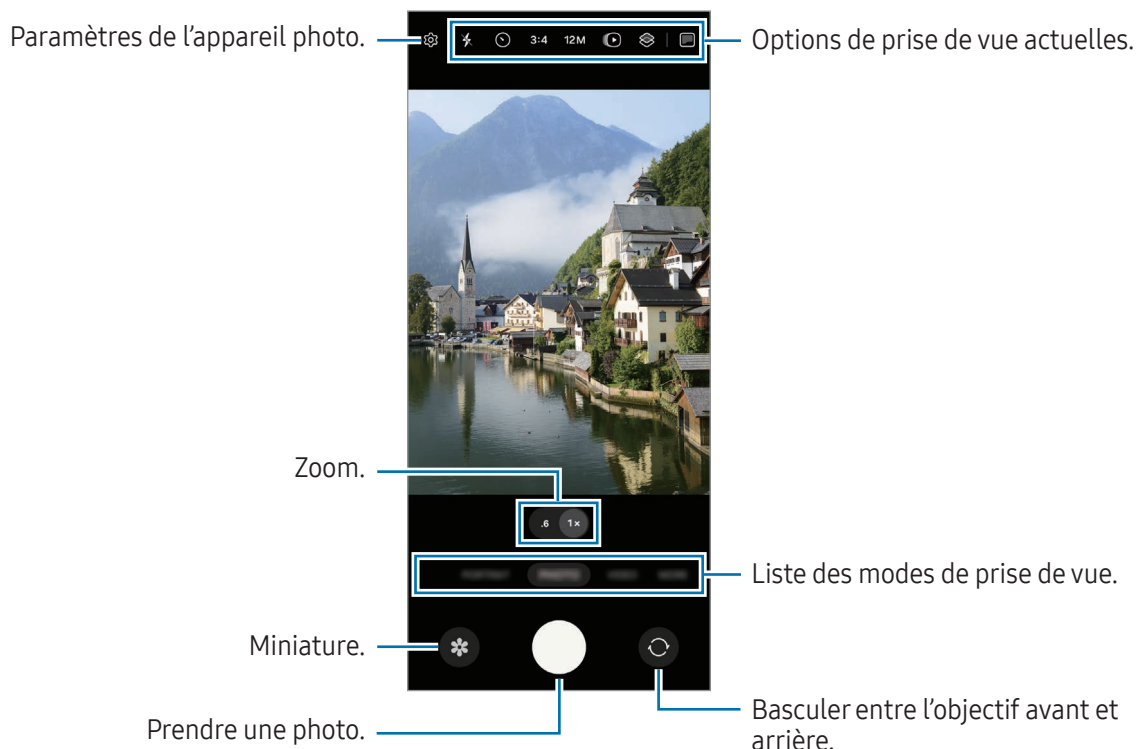 Paramètres de l'appareil photo.
3:4 12M
Options de prise de vue actuelles.
Zoom.
.6 1×
Liste des modes de prise de vue.
Miniature.
Prendre une photo.
Basculer entre l'objectif avant et
arrière.